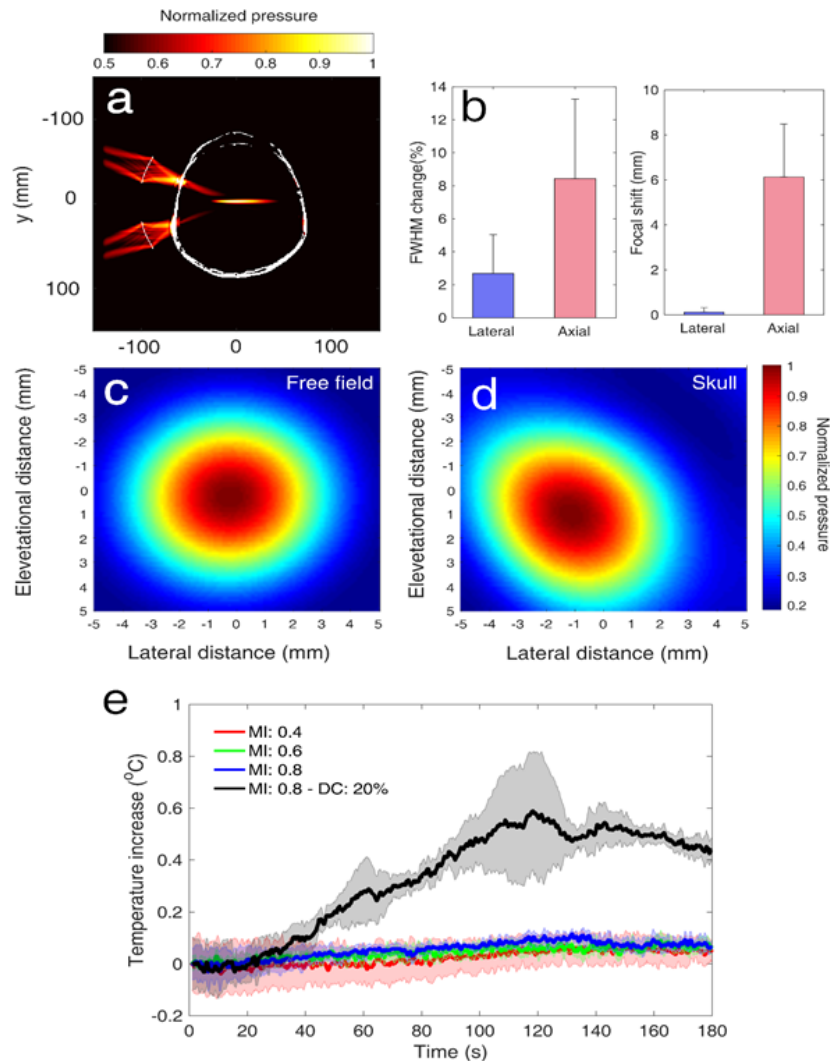 Normalized pressure
0.5 0.6 0.7 0.8 0.9 1
a
-100
0
100
y (mm)
-100 0 100
b
14
12
10
8
6
4
2
0
FWHM change(%)
Lateral Axial
10
8
6
4
2
0
Focal shift (mm)
Lateral Axial
c
Free field
-5
-4
-3
-2
-1
0
1
2
3
4
5
Elevetational distance (mm)
-5 -4 -3 -2 -1 0 1 2 3 4 5
Lateral distance (mm)
d
Skull
-5
-4
-3
-2
-1
0
1
2
3
4
5
Elevetational distance (mm)
-5 -4 -3 -2 -1 0 1 2 3 4 5
Lateral distance (mm)
1
0.9
0.8
0.7
0.6
0.5
0.4
0.3
0.2
Normalized pressure
e
1
0.8
0.6
0.4
0.2
0
-0.2
Temperature increase (⁰C)
MI: 0.4
MI: 0.6
MI: 0.8
MI: 0.8 - DC: 20%
0 20 40 60 80 100 120 140 160 180
Time (s)